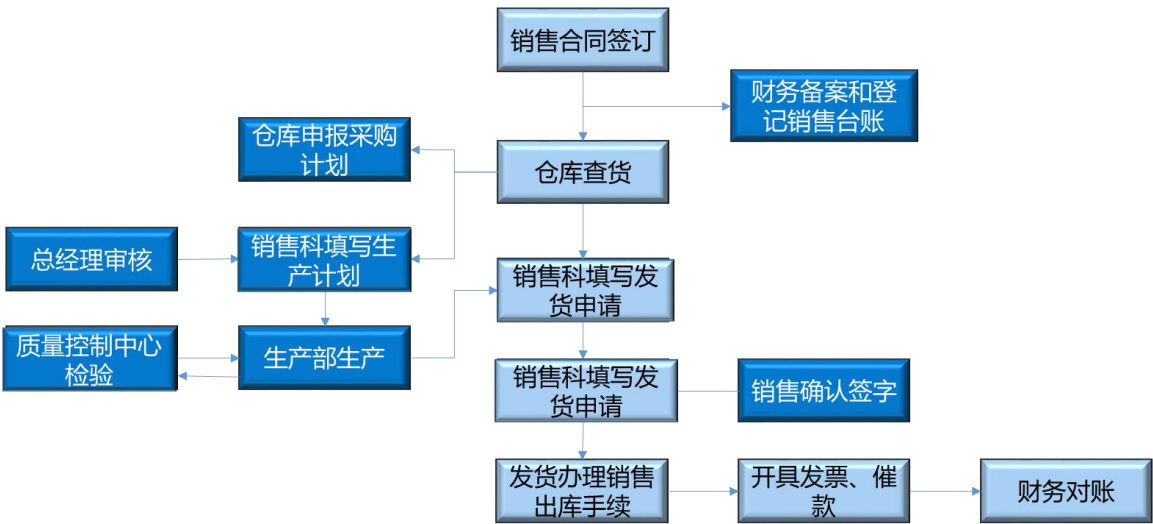 销售合同签订
财务备案和登
记销售台账
仓库申报采购
计划
仓库查货
总经理审核
销售科填写生
产计划
销售科填写发
货申请
质量控制中心
检验
生产部生产
销售科填写发
货申请
销售确认签字
发货办理销售
出库手续
开具发票、催
款
财务对账